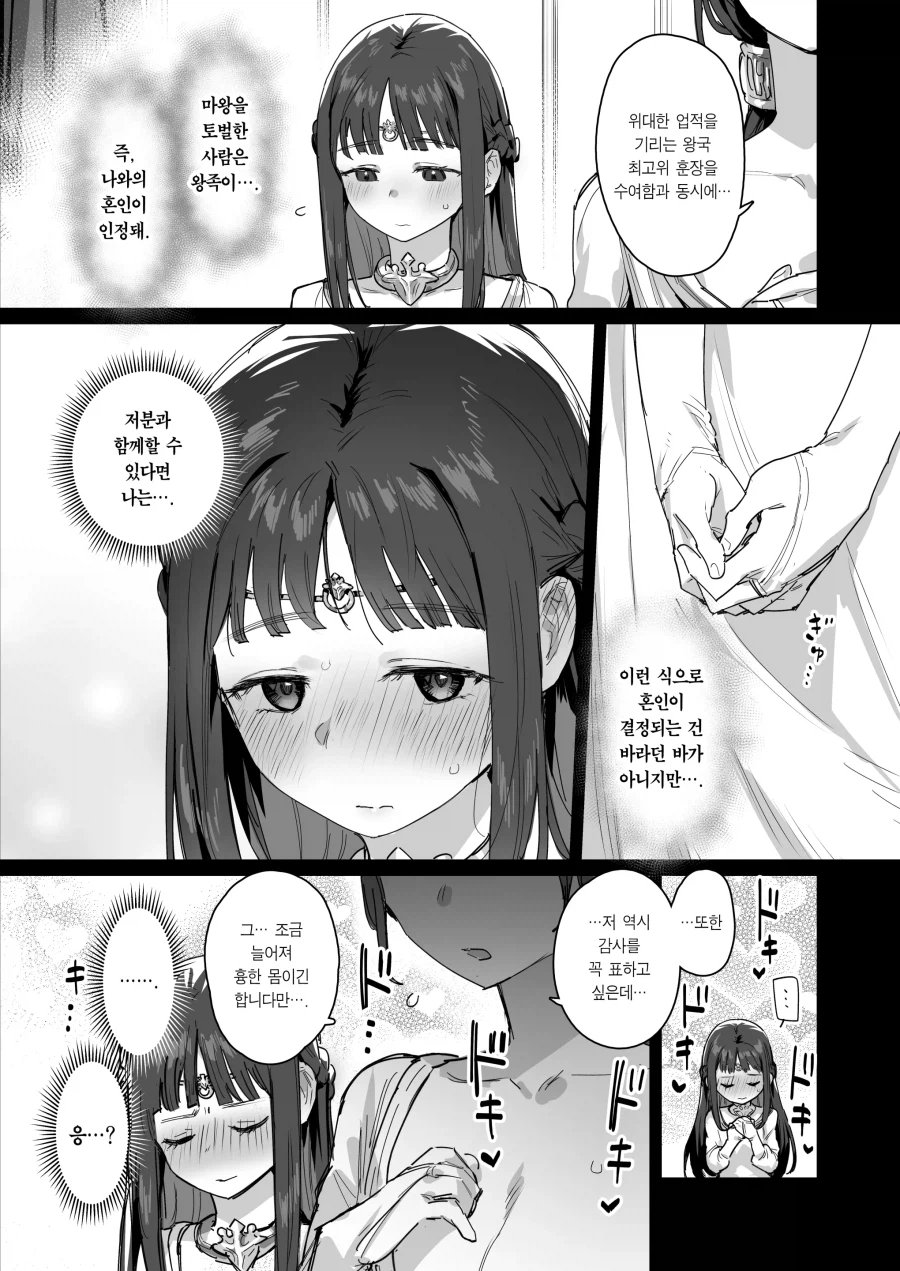 위대한 업적을
기리는 왕국
최고위 훈장을
수여함과 동시에…
마왕을
토벌한
사람은
왕족이….
즉,
나와의
혼인이
인정돼.
ぎゅ…
이런 식으로
혼인이
결정되는 건
바라던 바가
아니지만….
저분과
함께할 수
있다면
나는….
…또한
ドキ
…
ドキ
…저 역시
감사를
꼭 표하고
싶은데…
ドキ
ドキ
그… 조금
늘어져
흉한 몸이긴
합니다만….
ドキ
…….
キ…
응…?